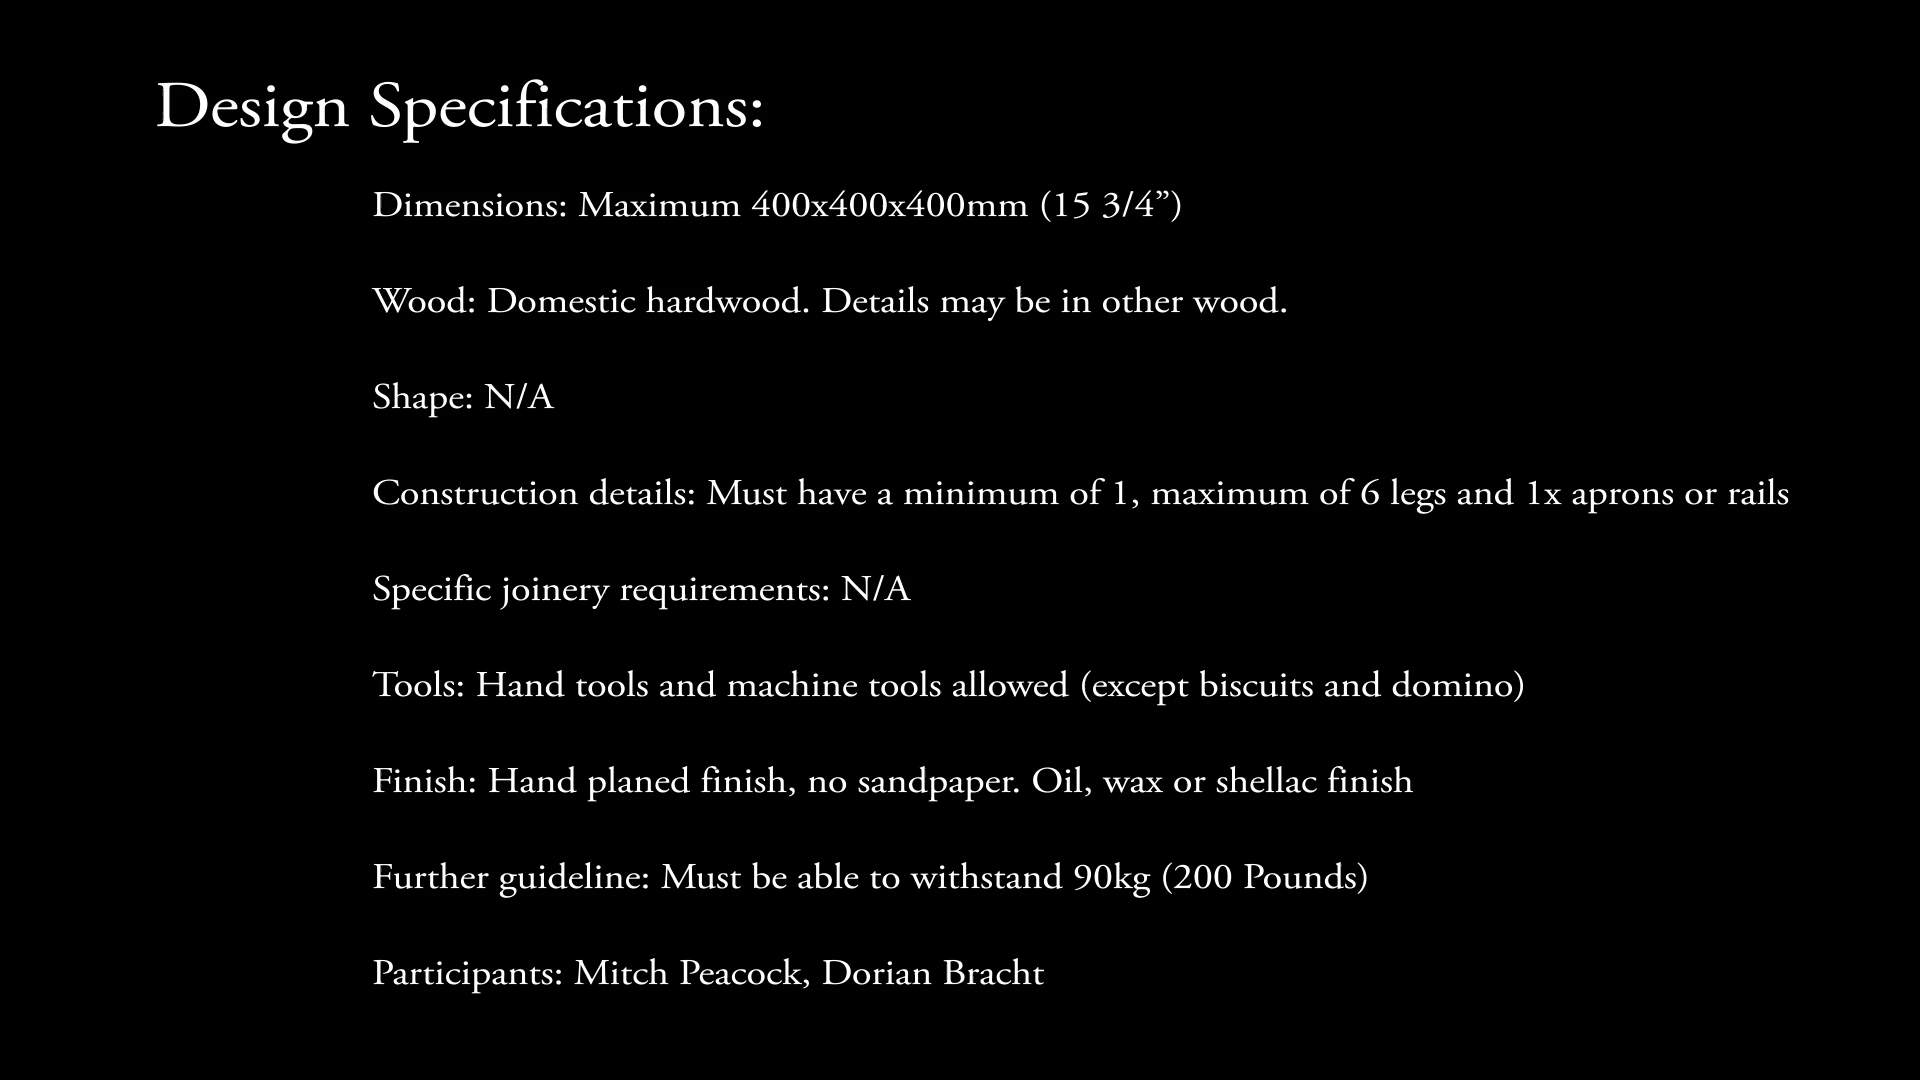 Design Specifications:
Dimensions: Maximum 400x400x400mm (15 3/4”)
Wood: Domestic hardwood. Details may be in other wood.
Shape: N/A
Construction details: Must have a minimum of 1, maximum of 6 legs and 1x aprons or rails
Specific joinery requirements: N/A
Tools: Hand tools and machine tools allowed (except biscuits and domino)
Finish: Hand planed finish, no sandpaper. Oil, wax or shellac finish
Further guideline: Must be able to withstand 90kg (200 Pounds)
Participants: Mitch Peacock, Dorian Bracht